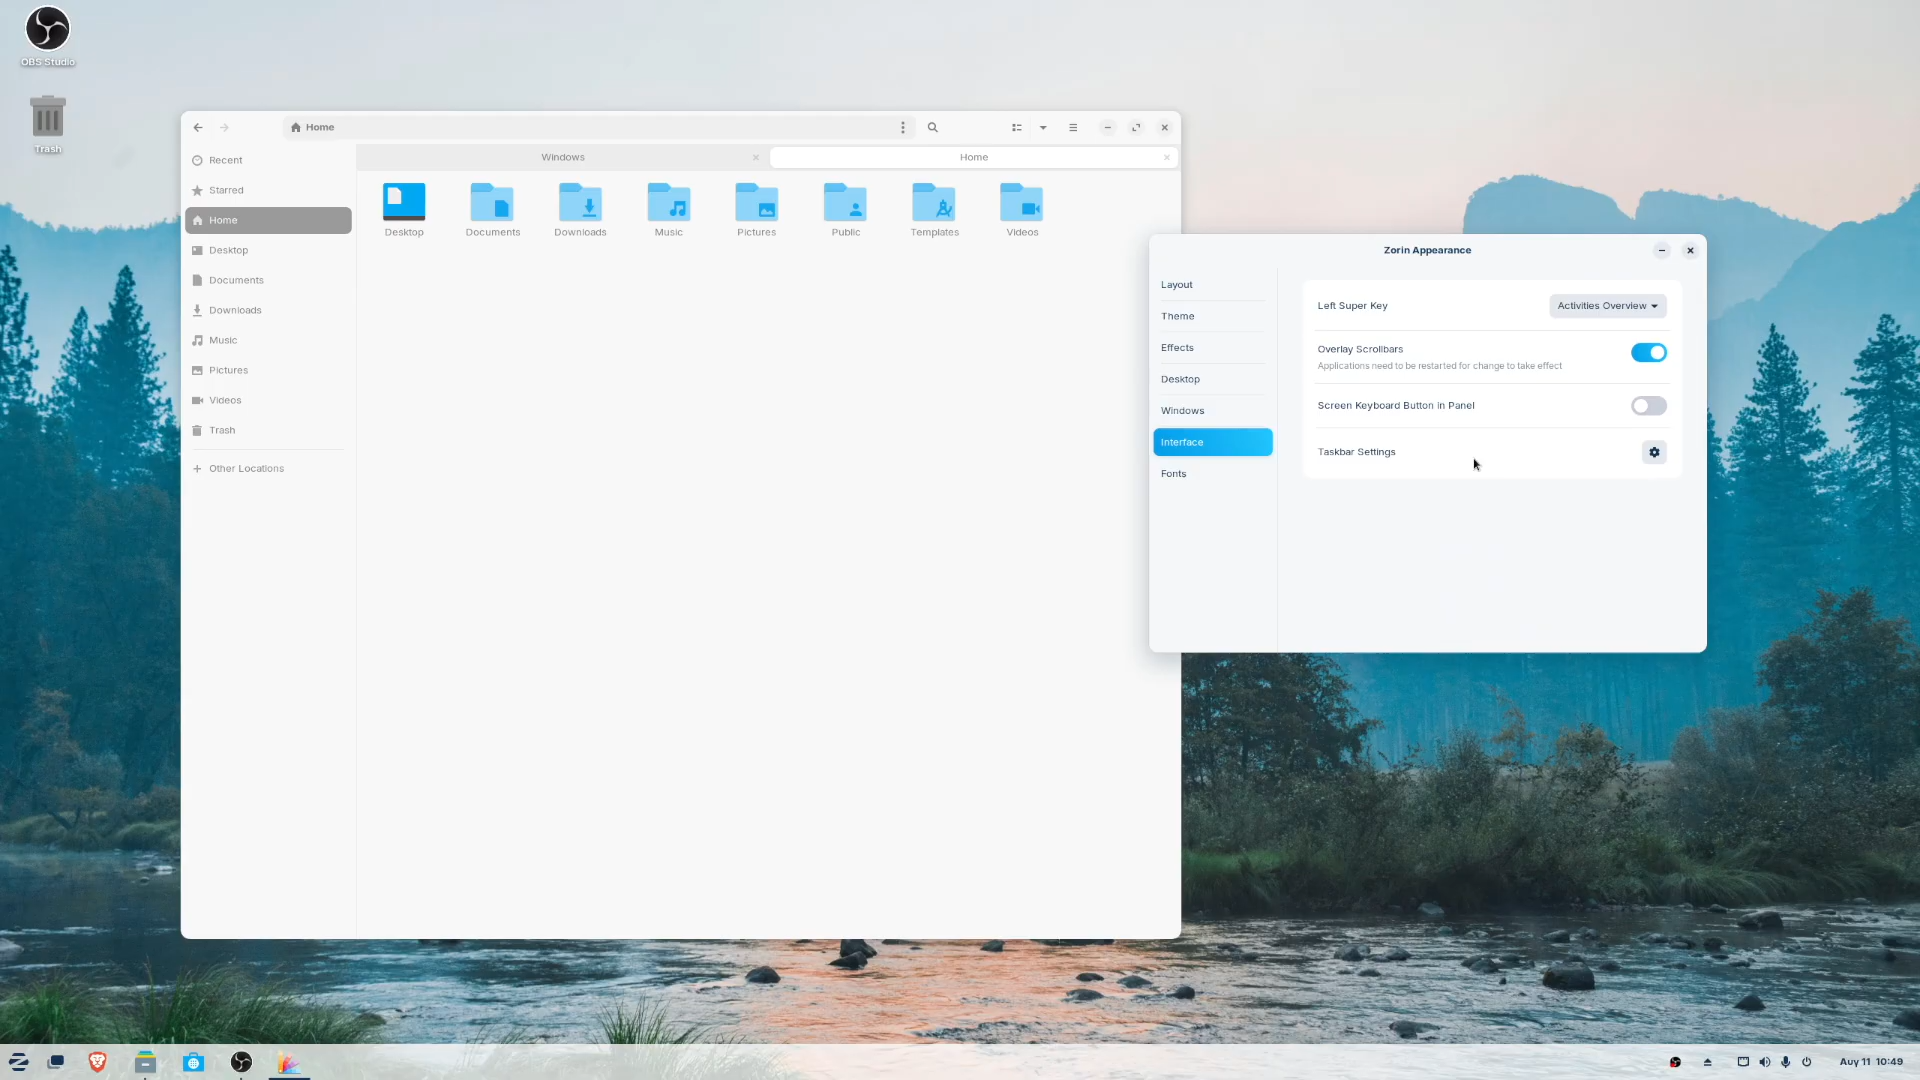 OBS Studio
Trash
Home
Windows
Home
Recent
Starred
Home
Desktop
Documents
Downloads
Music
Pictures
Videos
Trash
Other Locations
Desktop
Documents
Downloads
Music
Pictures
Public
Templates
Videos
Zorin Appearance
Layout
Theme
Effects
Desktop
Windows
Interface
Fonts
Left Super Key
Activities Overview
Overlay Scrollbars
Applications need to be restarted for change to take effect
Screen Keyboard Button in Panel
Taskbar Settings
Auy 11 10:49